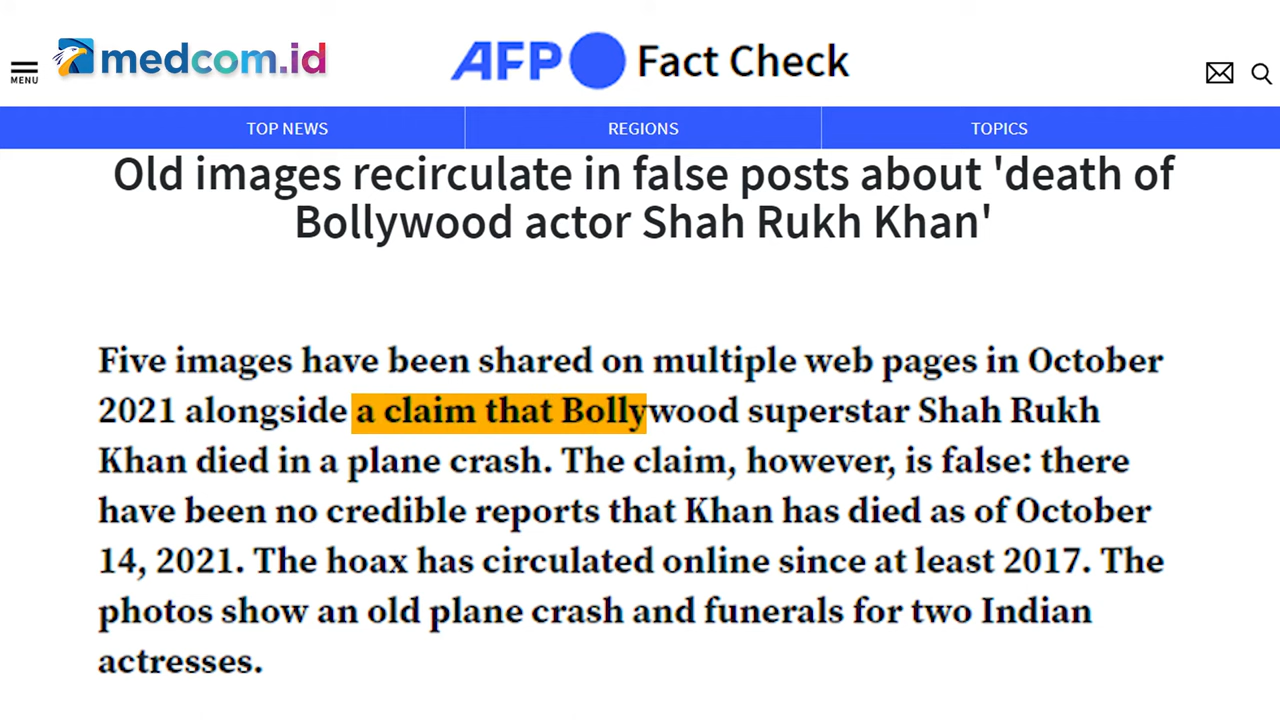 MENU
medcom.id
AFP Fact Check
TOP NEWS
REGIONS
TOPICS
Old images recirculate in false posts about 'death of
Bollywood actor Shah Rukh Khan'
Five images have been shared on multiple web pages in October
2021 alongside a claim that Bollywood superstar Shah Rukh
Khan died in a plane crash. The claim, however, is false: there
have been no credible reports that Khan has died as of October
14, 2021. The hoax has circulated online since at least 2017. The
photos show an old plane crash and funerals for two Indian
actresses.